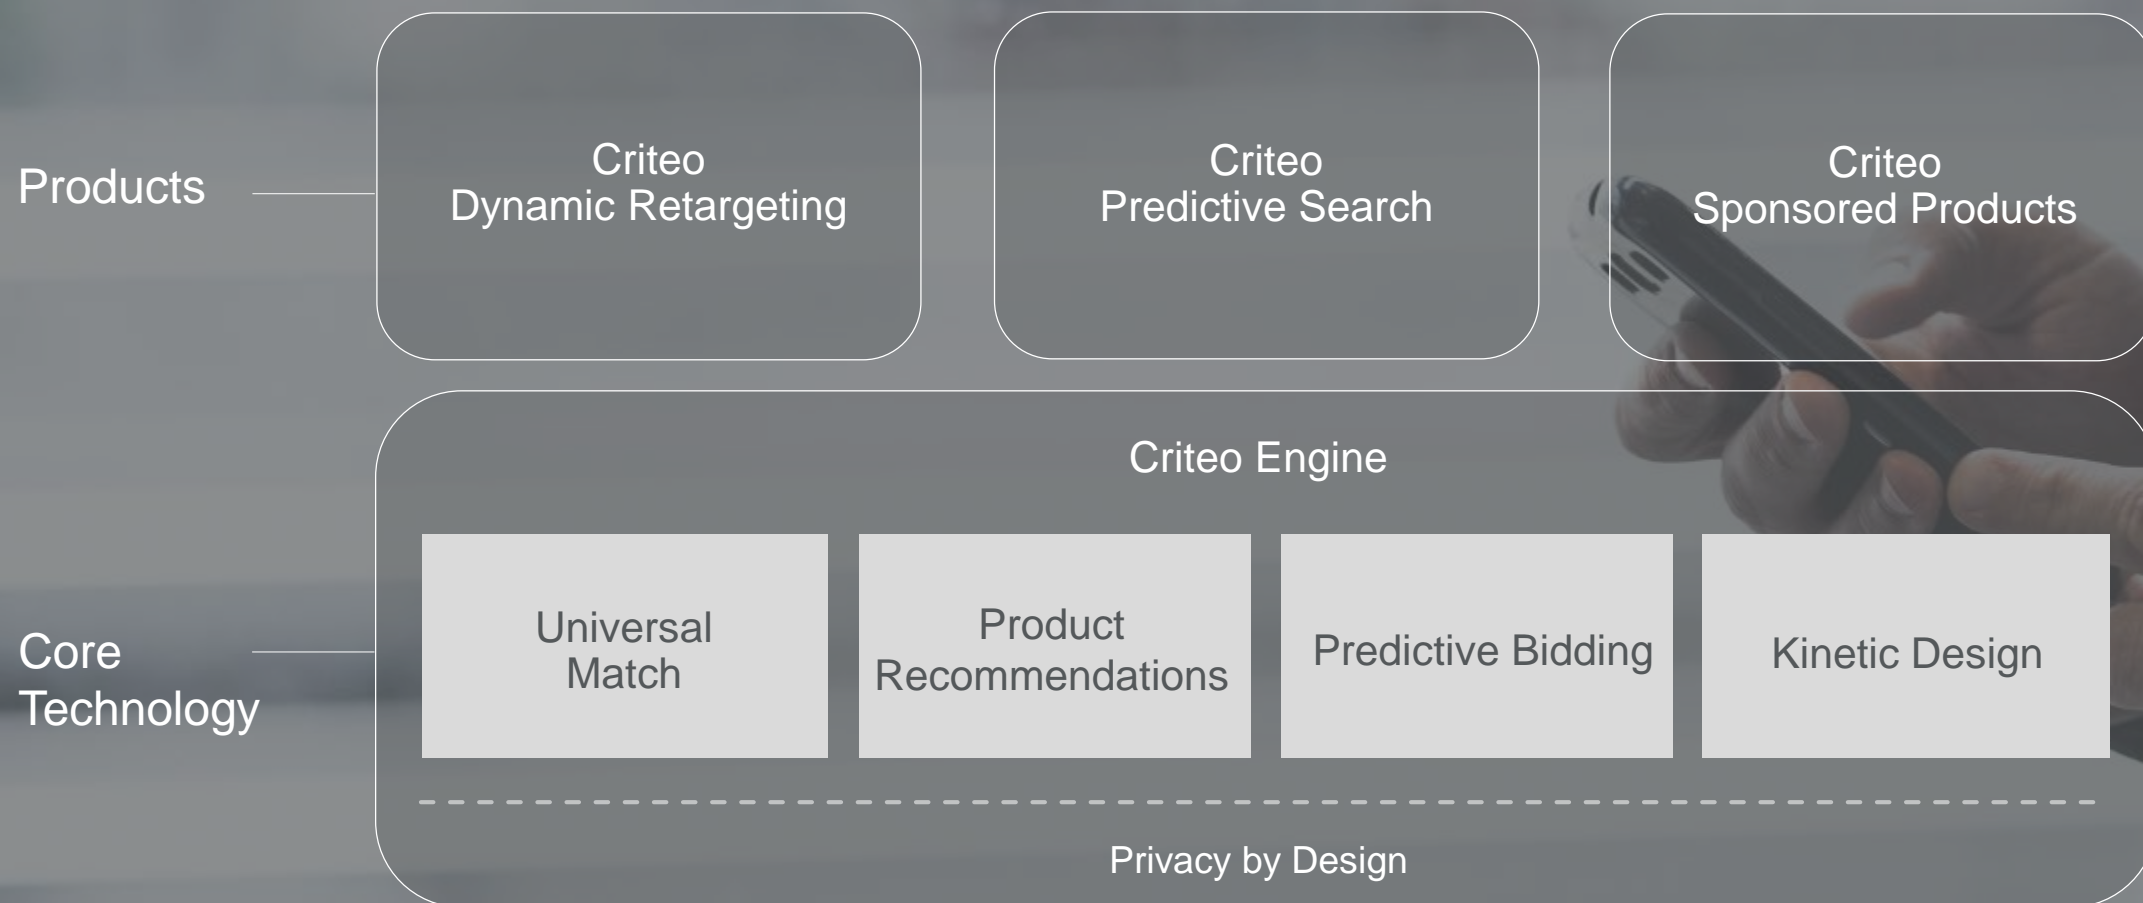 Products
Criteo
Dynamic Retargeting
Criteo
Predictive Search
Criteo
Sponsored Products
Core
Technology
Criteo Engine
Universal
Match
Product
Recommendations
Predictive Bidding
Kinetic Design
Privacy by Design